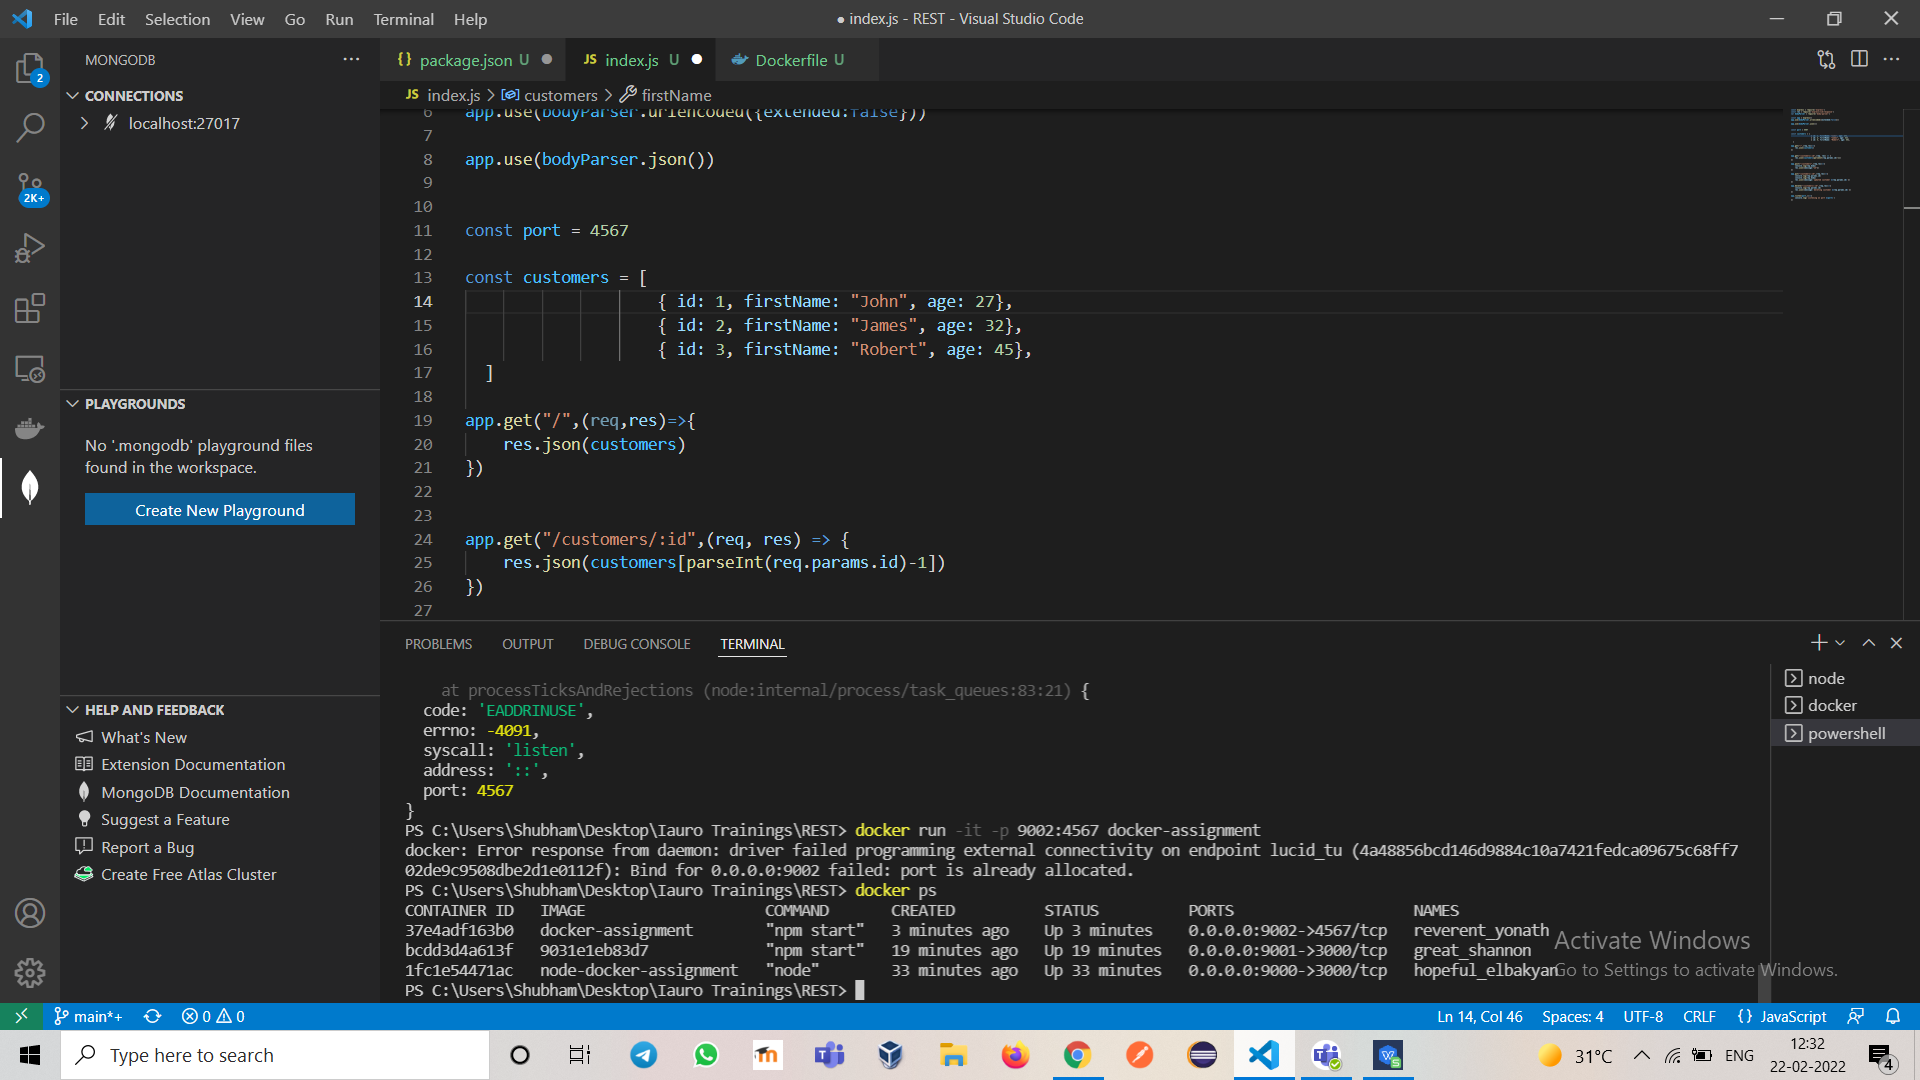 File Edit Selection View Go Run Terminal Help
● index.js - REST - Visual Studio Code
MONGODB
CONNECTIONS
localhost:27017
PLAYGROUNDS
No '.mongodb' playground files
found in the workspace.
Create New Playground
HELP AND FEEDBACK
What's New
Extension Documentation
MongoDB Documentation
Suggest a Feature
Report a Bug
Create Free Atlas Cluster
2
2K+
{} package.json U ●
JS index.js U ●
Dockerfile U
JS index.js > customers > firstName
6 app.use(bodyParser.urlencoded({extended:false}))
7
8 app.use(bodyParser.json())
9
10
11 const port = 4567
12
13 const customers = [
14 { id: 1, firstName: "John", age: 27},
15 { id: 2, firstName: "James", age: 32},
16 { id: 3, firstName: "Robert", age: 45},
17 ]
18
19 app.get("/",(req,res)=>{
20 res.json(customers)
21 })
22
23
24 app.get("/customers/:id",(req, res) => {
25 res.json(customers[parseInt(req.params.id)-1])
26 })
27
PROBLEMS OUTPUT DEBUG CONSOLE TERMINAL
at processTicksAndRejections (node:internal/process/task_queues:83:21) {
code: 'EADDRINUSE',
errno: -4091,
syscall: 'listen',
address: '::',
port: 4567
}
PS C:\Users\Shubham\Desktop\Iauro Trainings\REST> docker run -it -p 9002:4567 docker-assignment
docker: Error response from daemon: driver failed programming external connectivity on endpoint lucid_tu (4a48856bcd146d9884c10a7421fedca09675c68ff7
02de9c9508dbe2d1e0112f): Bind for 0.0.0.0:9002 failed: port is already allocated.
PS C:\Users\Shubham\Desktop\Iauro Trainings\REST> docker ps
CONTAINER ID IMAGE COMMAND CREATED STATUS PORTS NAMES
37e4adf163b0 docker-assignment "npm start" 3 minutes ago Up 3 minutes 0.0.0.0:9002->4567/tcp reverent_yonath
bcdd3d4a613f 9031e1eb83d7 "npm start" 19 minutes ago Up 19 minutes 0.0.0.0:9001->3000/tcp great_shannon
1fc1e54471ac node-docker-assignment "node" 33 minutes ago Up 33 minutes 0.0.0.0:9000->3000/tcp hopeful_elbakyan
PS C:\Users\Shubham\Desktop\Iauro Trainings\REST>
node
docker
powershell
Activate Windows
Go to Settings to activate Windows.
main*+ 0 0
Ln 14, Col 46 Spaces: 4 UTF-8 CRLF {} JavaScript
Type here to search
31°C ENG
12:32
22-02-2022
4